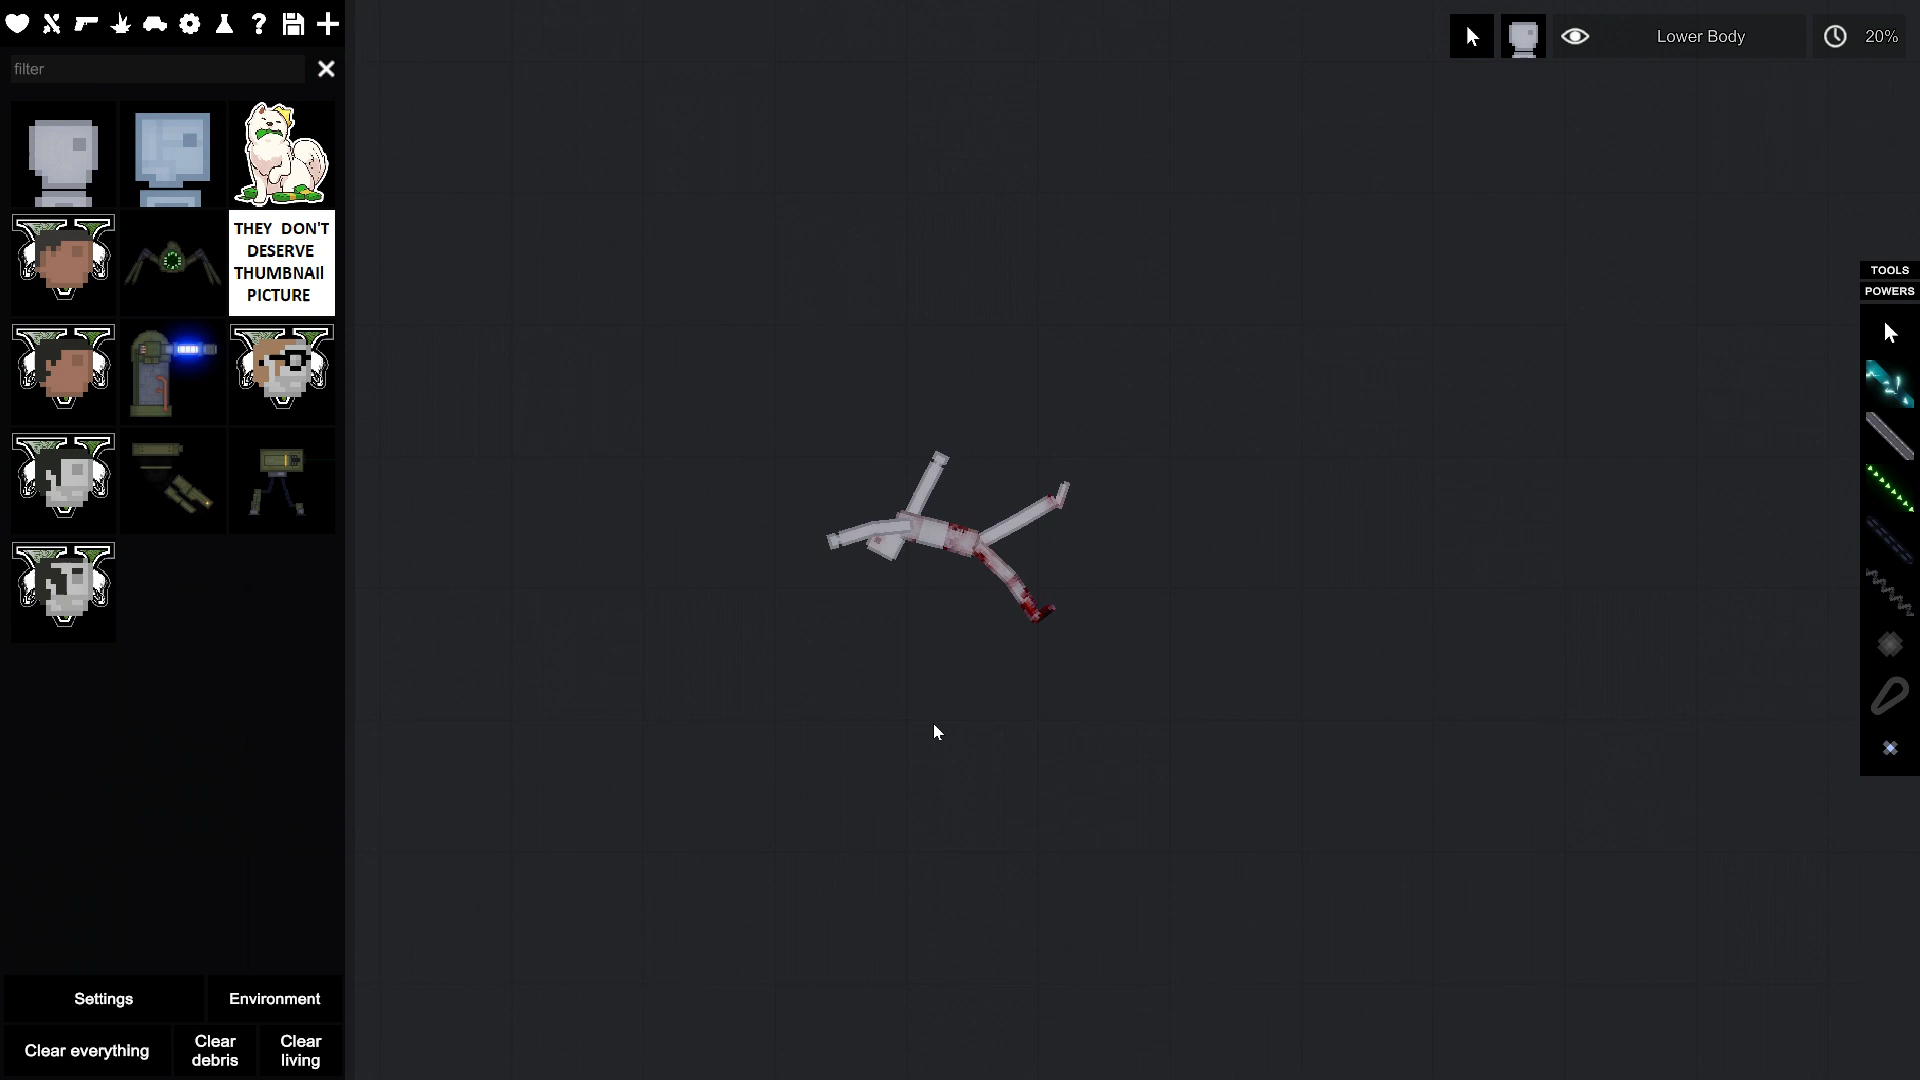 filter
Lower Body
20%
THEY DON'T
DESERVE
THUMBNAIl
PICTURE
TOOLS
POWERS
Settings
Environment
Clear everything
Clear
debris
Clear
living